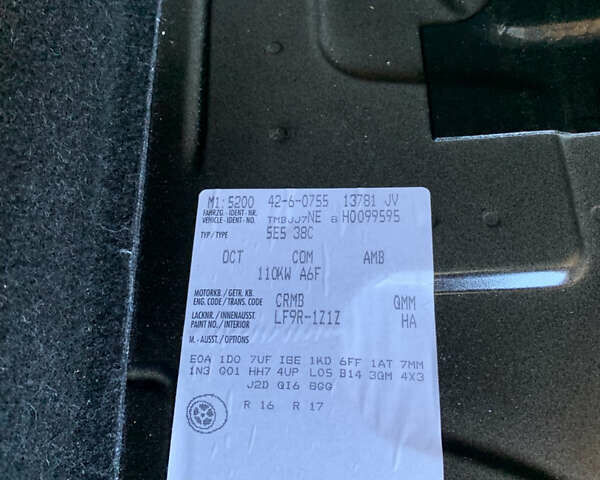 M1:5200 42-6-0755 13781 JV
FAHRZG.-IDENT.-NR.
VEHICLE-IDENT-NO. TMBJJ7NE 8 H0099595
TYP/TYPE 5E5 38C
OCT COM AMB
110KW A6F
MOTORKB./GETR. KB.
ENG. CODE/TRANS. CODE CRMB QMM
LACKNR./INNENAUSST.
PAINT NO./INTERIOR LF9R-1Z1Z HA
M.-AUSST./OPTIONS
E0A 1D0 7UF I8E 1KD 6FF 1AT 7MM
1N3 Q01 HH7 4UP L0S B14 3GM 4X3
J2D QI6 8GG
R 16 R 17